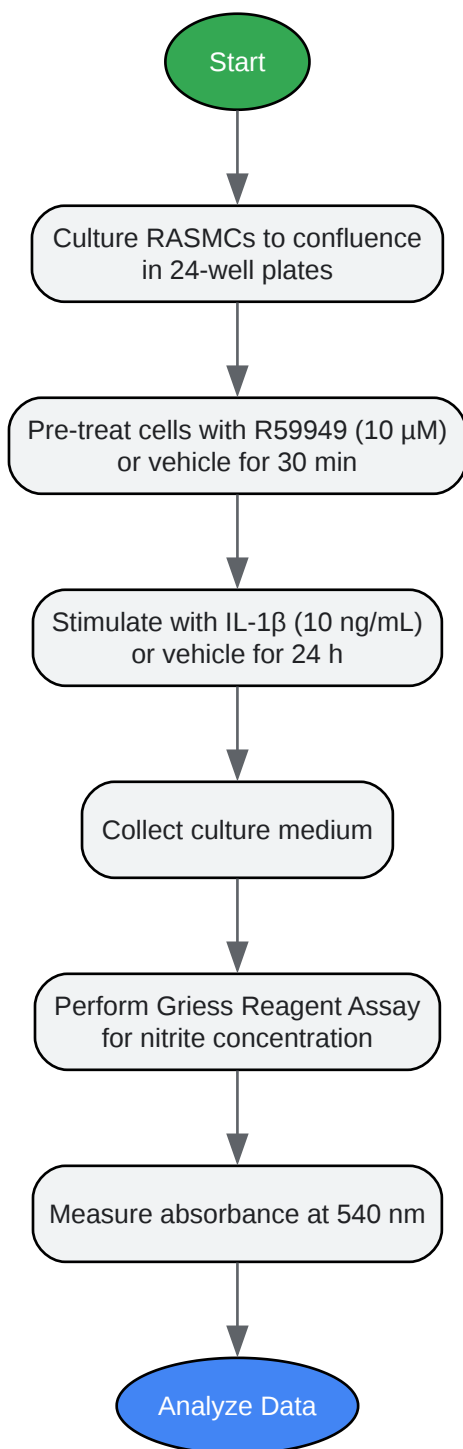 Start
Culture RASMCs to confluence
in 24-well plates
Pre-treat cells with R59949 (10 µM)
or vehicle for 30 min
Stimulate with IL-1β (10 ng/mL)
or vehicle for 24 h
Collect culture medium
Perform Griess Reagent Assay
for nitrite concentration
Measure absorbance at 540 nm
Analyze Data